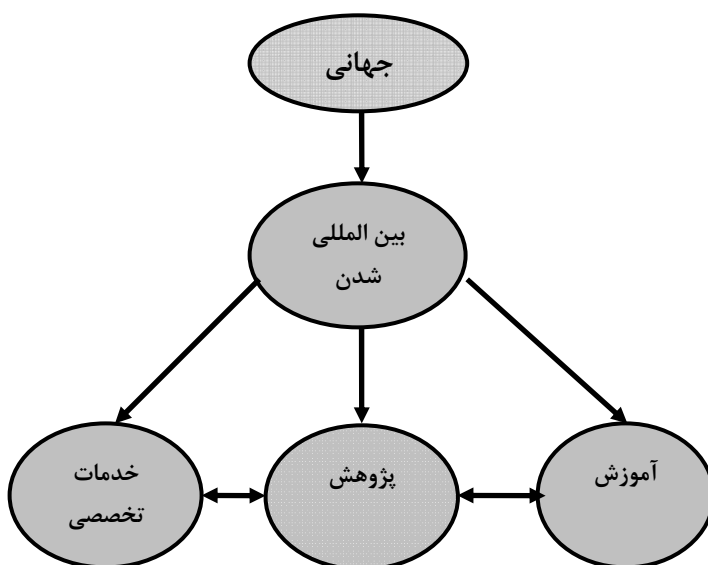 جهانی
بین المللی
شدن
آموزش
پژوهش
خدمات
تخصصی